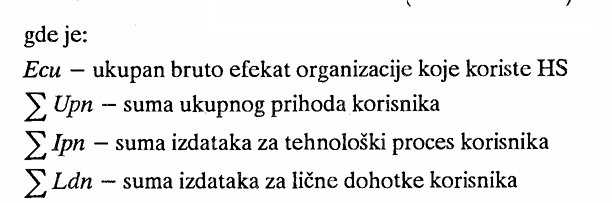 gde je:
Ecu – ukupan bruto efekat organizacije koje koriste HS
∑ Upn – suma ukupnog prihoda korisnika
∑ Ipn – suma izdataka za tehnološki proces korisnika
∑ Ldn – suma izdataka za lične dohotke korisnika